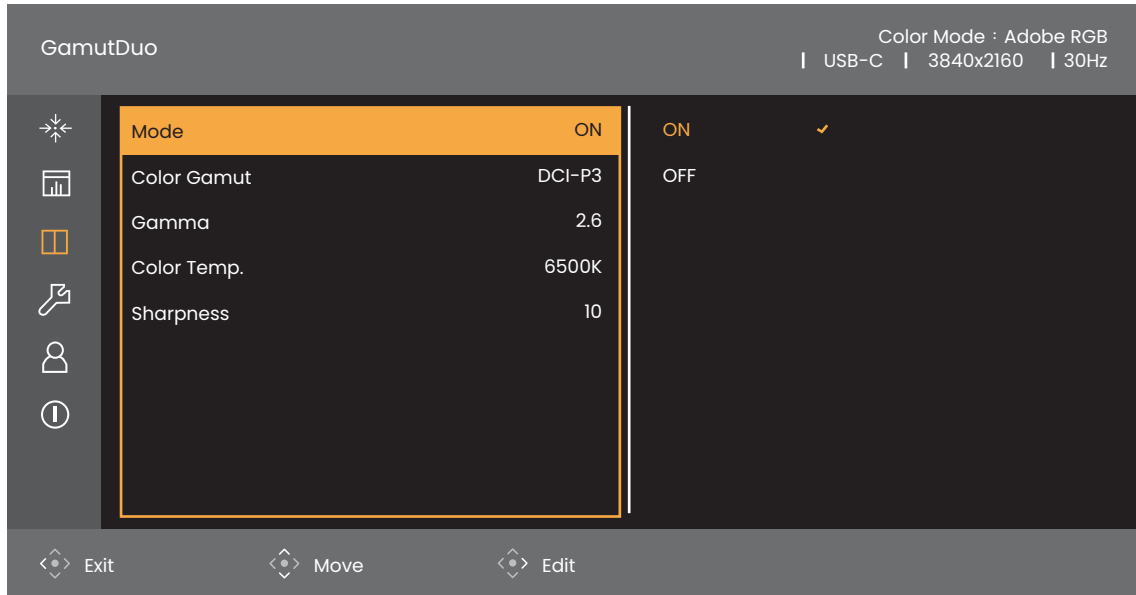 GamutDuo
Color Mode : Adobe RGB
| USB-C | 3840x2160 | 30Hz
Mode ON
ON
Color Gamut DCI-P3
OFF
Gamma 2.6
Color Temp. 6500K
Sharpness 10
Exit Move Edit